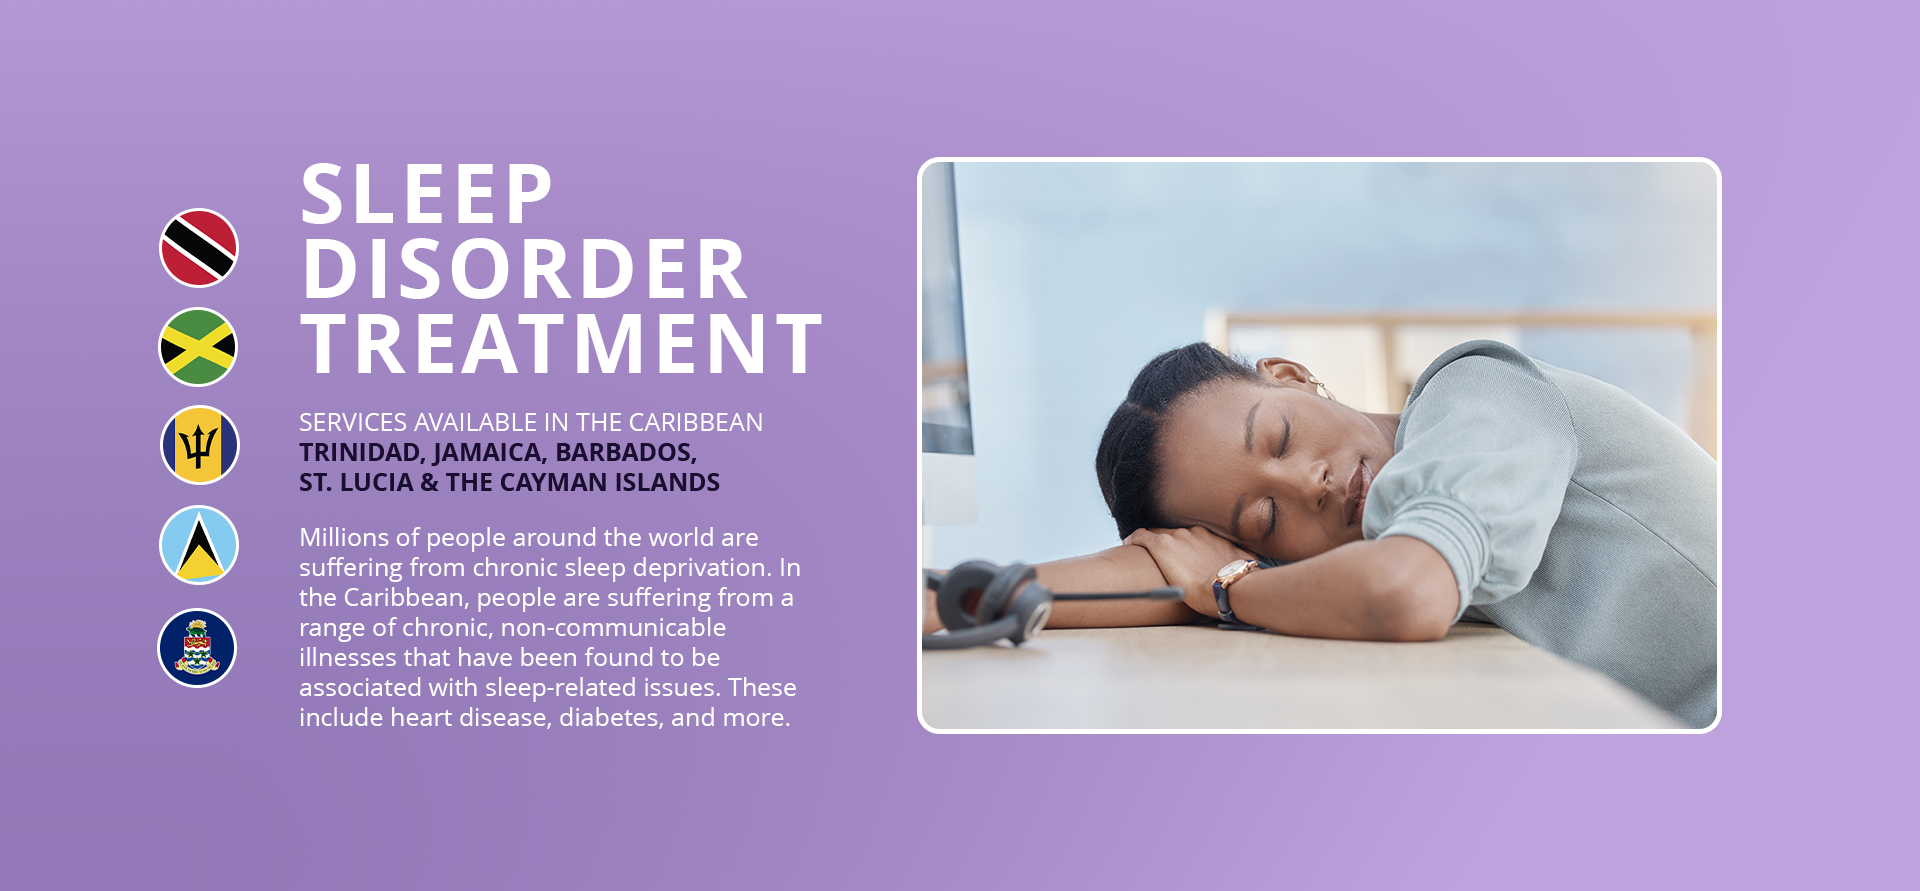 SLEEP
DISORDER
TREATMENT
SERVICES AVAILABLE IN THE CARIBBEAN
TRINIDAD, JAMAICA, BARBADOS,
ST. LUCIA & THE CAYMAN ISLANDS
Millions of people around the world are
suffering from chronic sleep deprivation. In
the Caribbean, people are suffering from a
range of chronic, non-communicable
illnesses that have been found to be
associated with sleep-related issues. These
include heart disease, diabetes, and more.